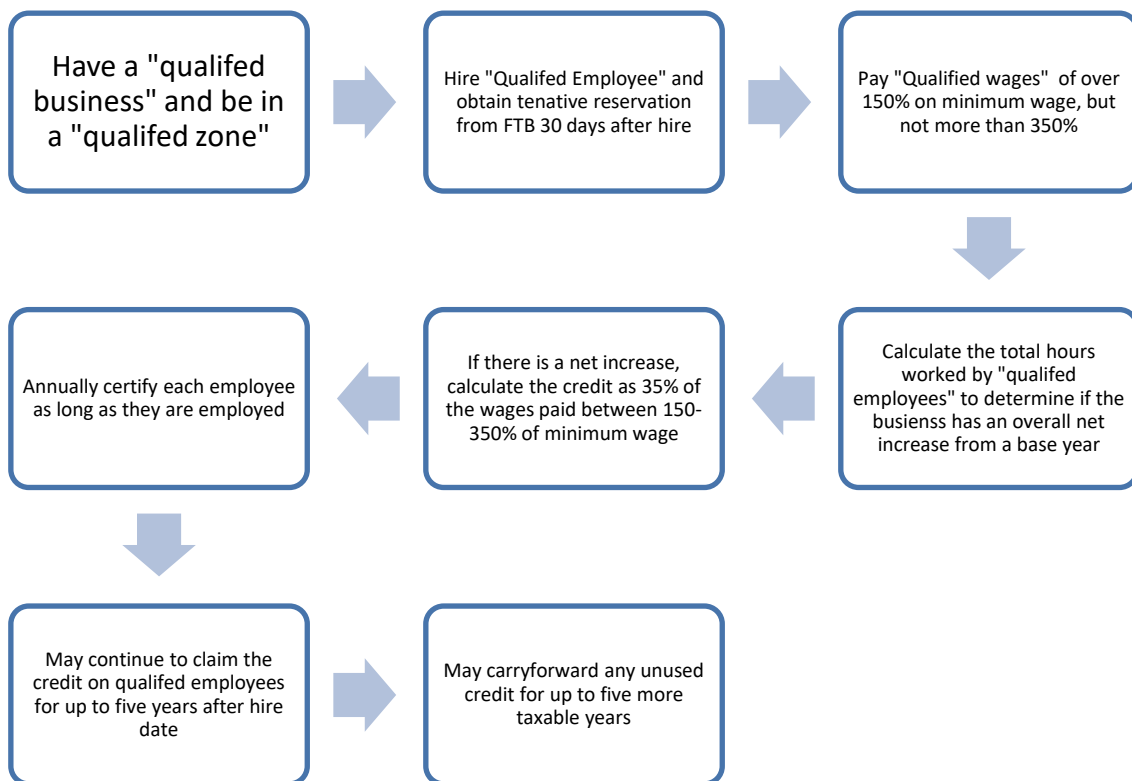 Have a "qualifed
business" and be in
a "qualifed zone"
Hire "Qualifed Employee" and
obtain tenative reservation
from FTB 30 days after hire
Pay "Qualified wages" of over
150% on minimum wage, but
not more than 350%
Calculate the total hours
worked by "qualifed
employees" to determine if the
busienss has an overall net
increase from a base year
If there is a net increase,
calculate the credit as 35% of
the wages paid between 150-
350% of minimum wage
Annually certify each employee
as long as they are employed
May continue to claim the
credit on qualifed employees
for up to five years after hire
date
May carryforward any unused
credit for up to five more
taxable years